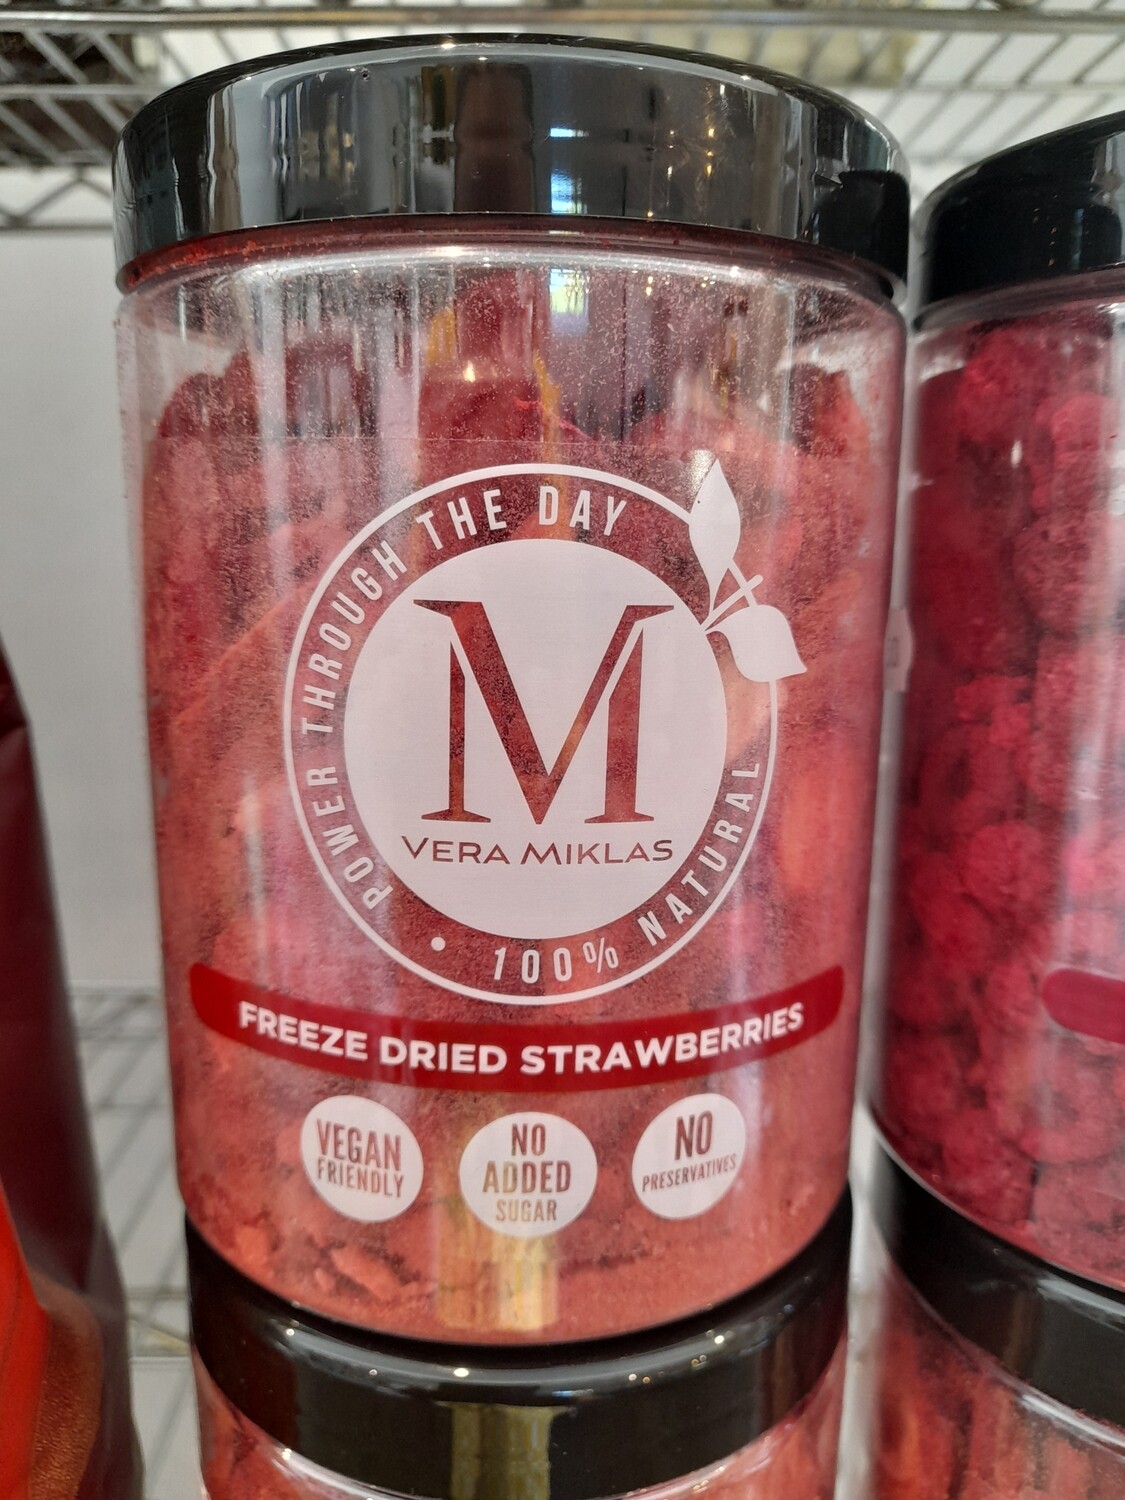 POWER THROUGH THE DAY
• 100% NATURAL
M
VERA MIKLAS
FREEZE DRIED STRAWBERRIES
VEGAN
FRIENDLY
NO
ADDED
SUGAR
NO
PRESERVATIVES